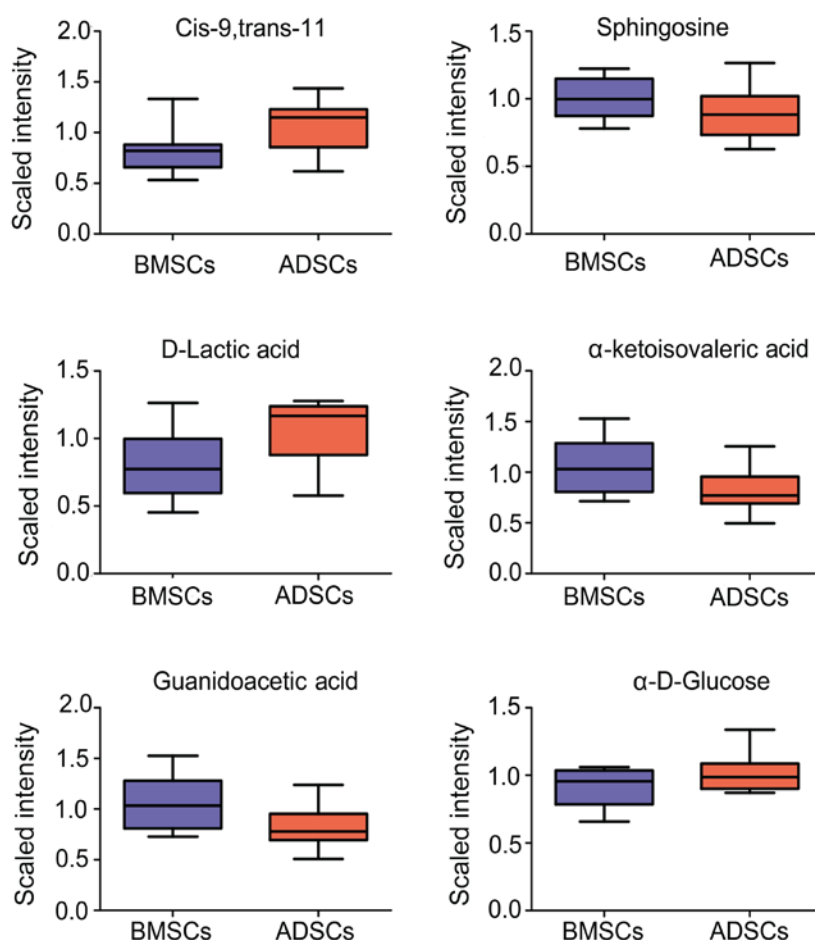 Cis-9,trans-11
Scaled intensity
2.0
1.5
1.0
0.5
0.0
BMSCs ADSCs
Sphingosine
Scaled intensity
1.5
1.0
0.5
0.0
BMSCs ADSCs
D-Lactic acid
Scaled intensity
1.5
1.0
0.5
0.0
BMSCs ADSCs
α-ketoisovaleric acid
Scaled intensity
2.0
1.5
1.0
0.5
0.0
BMSCs ADSCs
Guanidoacetic acid
Scaled intensity
2.0
1.5
1.0
0.5
0.0
BMSCs ADSCs
α-D-Glucose
Scaled intensity
1.5
1.0
0.5
0.0
BMSCs ADSCs